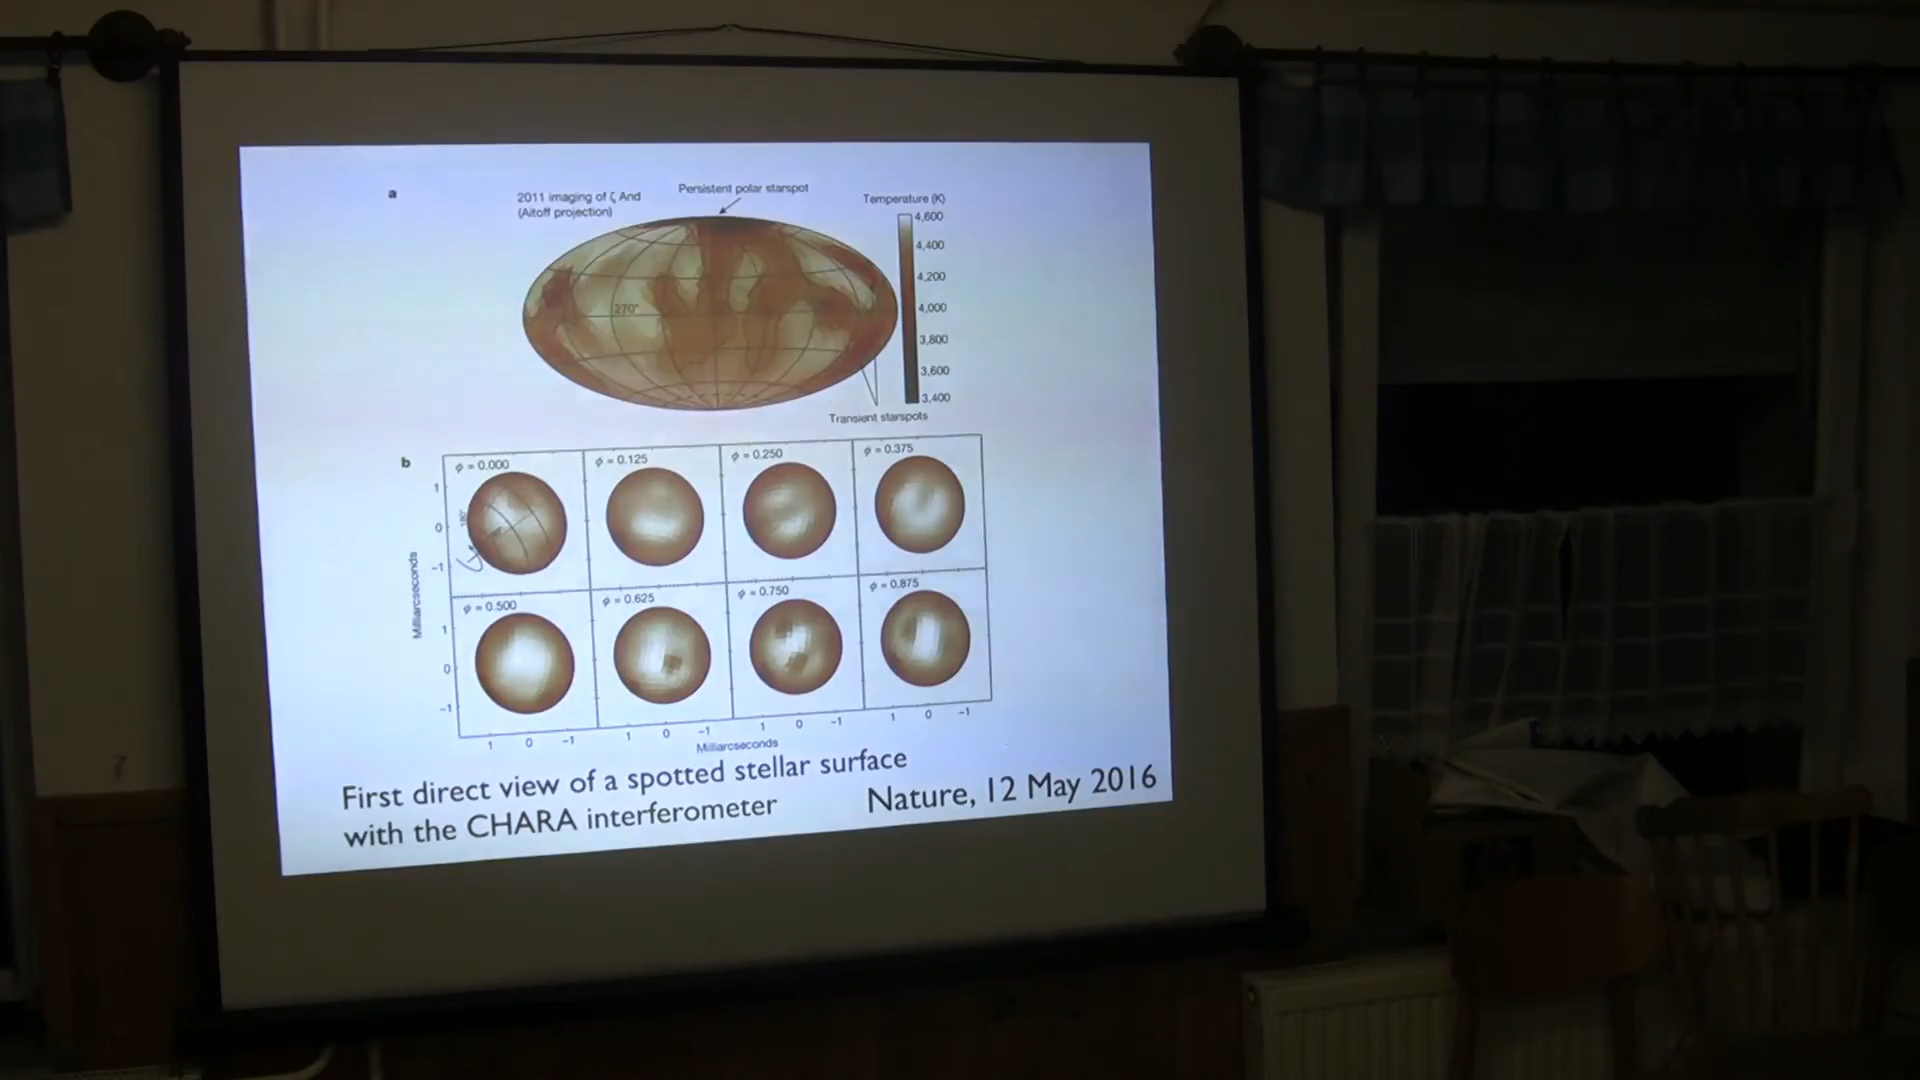 a
2011 imaging of ζ And
(Aitoff projection)
Persistent polar starspot
Temperature (K)
4,600
4,400
4,200
4,000
3,800
3,600
3,400
270°
Transient starspots
b
ϕ = 0.000
ϕ = 0.125
ϕ = 0.250
ϕ = 0.375
1
0
-1
180°
ϕ = 0.500
ϕ = 0.625
ϕ = 0.750
ϕ = 0.875
1
0
-1
Milliarcseconds
1 0 -1 1 0 -1 1 0 -1 1 0 -1
Milliarcseconds
First direct view of a spotted stellar surface
with the CHARA interferometer
Nature, 12 May 2016